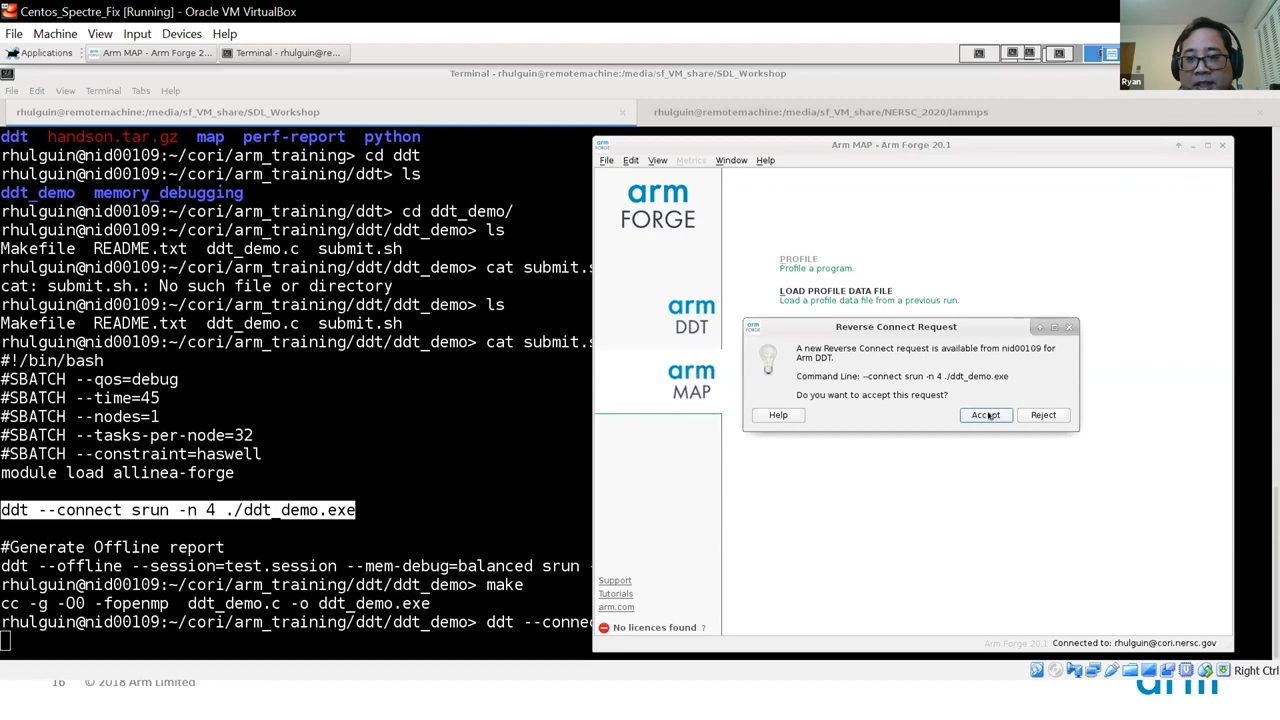 Centos_Spectre_Fix [Running] - Oracle VM VirtualBox
File Machine View Input Devices Help
Applications Arm MAP - Arm Forge 2... Terminal - rhulguin@re...
Ryan
Terminal - rhulguin@remotemachine:/media/sf_VM_share/SDL_Workshop
File Edit View Terminal Tabs Help
rhulguin@remotemachine:/media/sf_VM_share/SDL_Workshop
rhulguin@remotemachine:/media/sf_VM_share/NERSC_2020/lammps
ddt handson.tar.gz map perf-report python
rhulguin@nid00109:~/cori/arm_training> cd ddt
rhulguin@nid00109:~/cori/arm_training/ddt> ls
ddt_demo memory_debugging
rhulguin@nid00109:~/cori/arm_training/ddt> cd ddt_demo/
rhulguin@nid00109:~/cori/arm_training/ddt/ddt_demo> ls
Makefile README.txt ddt_demo.c submit.sh
rhulguin@nid00109:~/cori/arm_training/ddt/ddt_demo> cat submit.s
cat: submit.sh.: No such file or directory
rhulguin@nid00109:~/cori/arm_training/ddt/ddt_demo> ls
Makefile README.txt ddt_demo.c submit.sh
rhulguin@nid00109:~/cori/arm_training/ddt/ddt_demo> cat submit.s
#!/bin/bash
#SBATCH --qos=debug
#SBATCH --time=45
#SBATCH --nodes=1
#SBATCH --tasks-per-node=32
#SBATCH --constraint=haswell
module load allinea-forge
ddt --connect srun -n 4 ./ddt_demo.exe
#Generate Offline report
ddt --offline --session=test.session --mem-debug=balanced srun -
rhulguin@nid00109:~/cori/arm_training/ddt/ddt_demo> make
cc -g -O0 -fopenmp ddt_demo.c -o ddt_demo.exe
rhulguin@nid00109:~/cori/arm_training/ddt/ddt_demo> ddt --conne
Arm MAP - Arm Forge 20.1
ARM FORGE
File Edit View Metrics Window Help
arm
FORGE
arm
DDT
arm
MAP
PROFILE
Profile a program.
LOAD PROFILE DATA FILE
Load a profile data file from a previous run.
ARM FORGE
Reverse Connect Request
A new Reverse Connect request is available from nid00109 for
Arm DDT.
Command Line: --connect srun -n 4 ./ddt_demo.exe
Do you want to accept this request?
Help Accept Reject
Support
Tutorials
arm.com
No licences found ?
Arm Forge 20.1 Connected to: rhulguin@cori.nersc.gov
Right Ctrl
16 © 2018 Arm Limited
arm